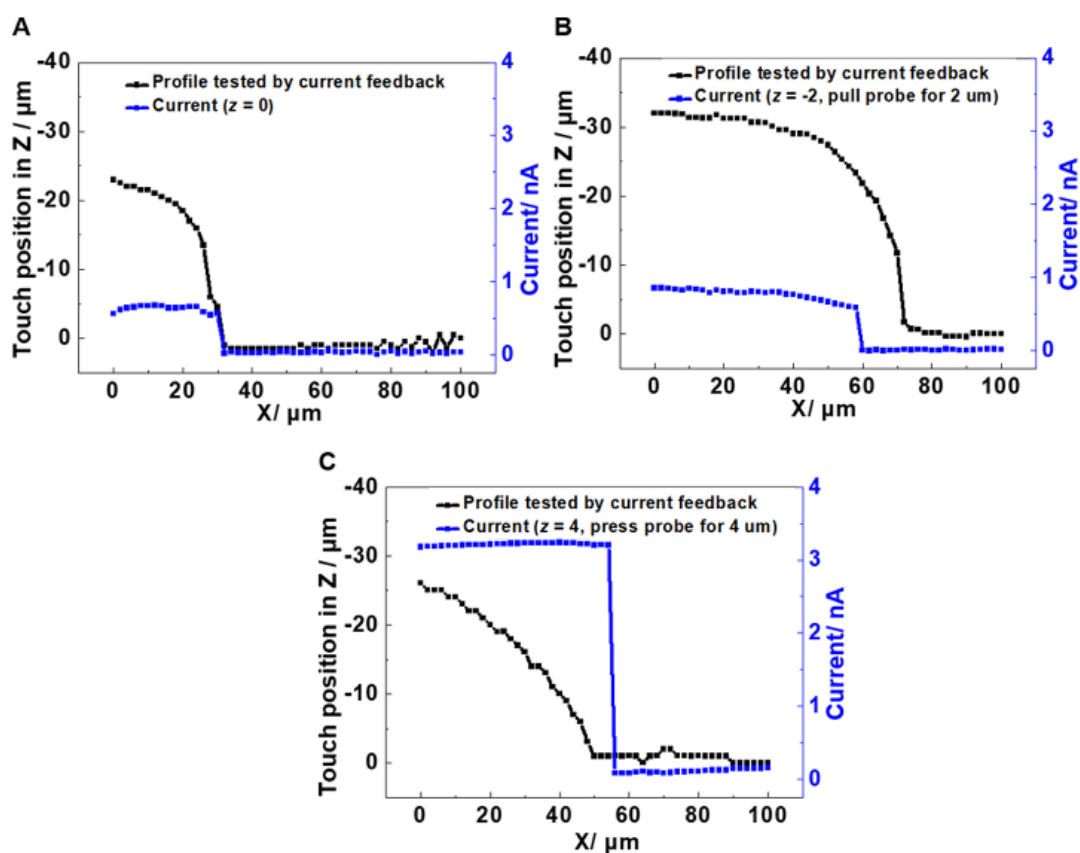 A
Profile tested by current feedback
Current (z = 0)
Touch position in Z / µm
-40
-30
-20
-10
0
4
3
2
1
0
Current/ nA
0 20 40 60 80 100
X/ µm
B
Profile tested by current feedback
Current (z = -2, pull probe for 2 um)
Touch position in Z / µm
-40
-30
-20
-10
0
4
3
2
1
0
Current/ nA
0 20 40 60 80 100
X/ µm
C
Profile tested by current feedback
Current (z = 4, press probe for 4 um)
Touch position in Z / µm
-40
-30
-20
-10
0
4
3
2
1
0
Current/ nA
0 20 40 60 80 100
X/ µm